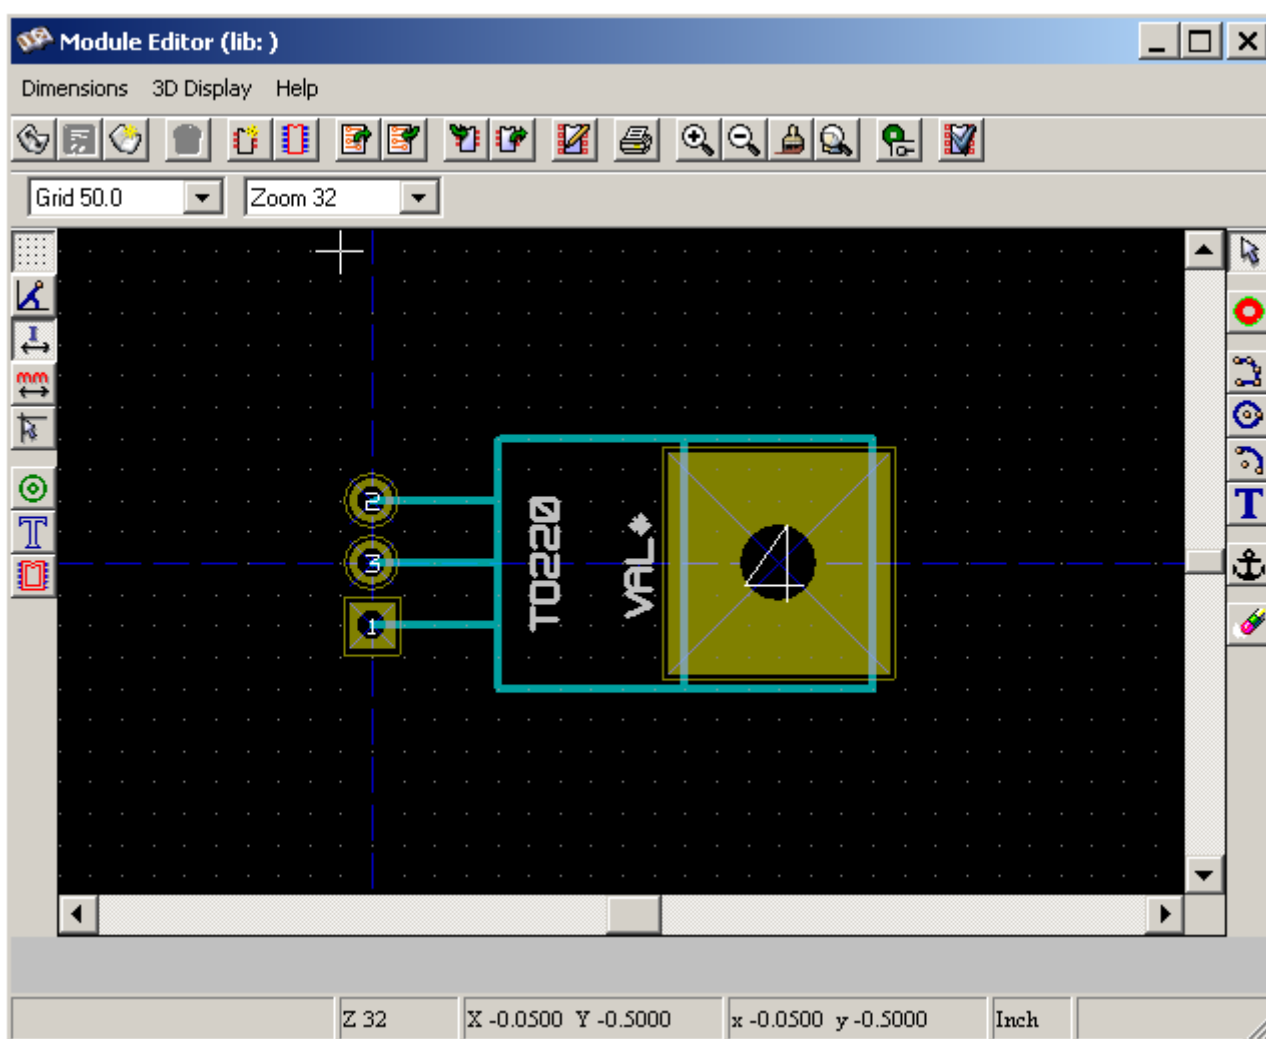 Module Editor (lib: )
Dimensions 3D Display Help
Grid 50.0 Zoom 32
I
mm
T
T
2
3
1
TO220
VAL*
4
Z 32 X -0.0500 Y -0.5000 x -0.0500 y -0.5000 Inch